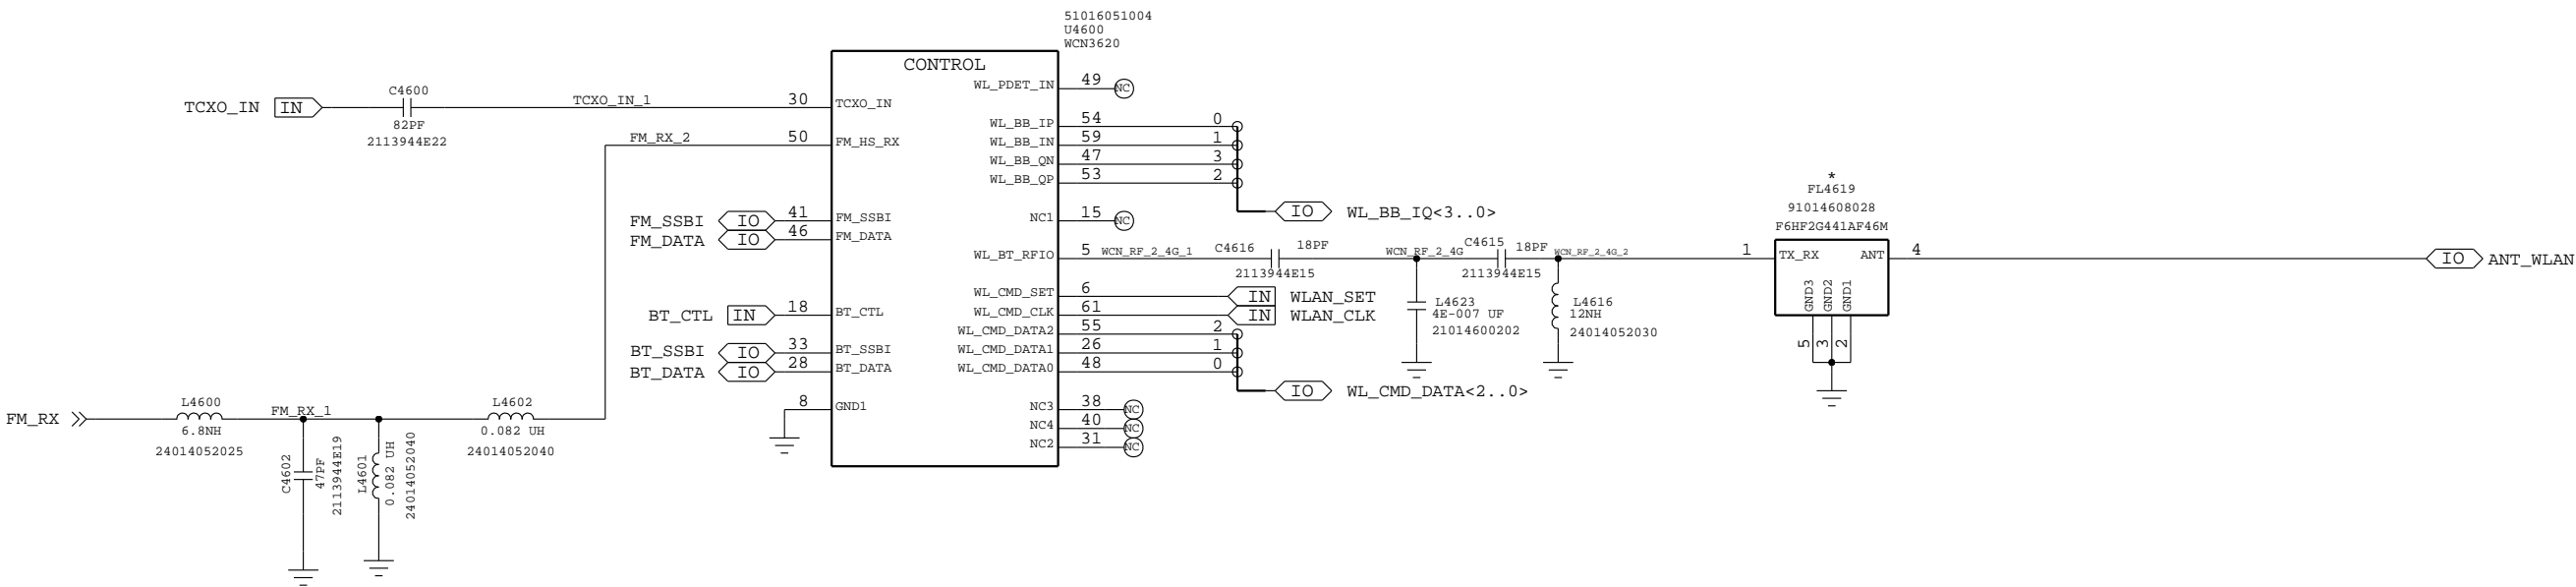 51016051004
U4600
WCN3620
CONTROL
TCXO_IN
IN
C4600
82PF
2113944E22
TCXO_IN_1
30
TCXO_IN
FM_RX_2
50
FM_HS_RX
FM_SSBI
IO
41
FM_SSBI
FM_DATA
IO
46
FM_DATA
BT_CTL
IN
18
BT_CTL
BT_SSBI
IO
33
BT_SSBI
BT_DATA
IO
28
BT_DATA
8
GND1
FM_RX
L4600
6.8NH
24014052025
FM_RX_1
C4602
47PF
2113944E19
L4601
0.082 UH
24014052040
L4602
0.082 UH
24014052040
WL_PDET_IN
49
NC
WL_BB_IP
54
0
WL_BB_IN
59
1
WL_BB_QN
47
3
WL_BB_QP
53
2
IO
WL_BB_IQ<3..0>
NC1
15
NC
WL_BT_RFIO
5
WCN_RF_2_4G_1
C4616
18PF
2113944E15
WCN_RF_2_4G
C4615
18PF
2113944E15
WCN_RF_2_4G_2
L4623
4E-007 UF
21014600202
L4616
12NH
24014052030
WL_CMD_SET
6
IN
WLAN_SET
WL_CMD_CLK
61
IN
WLAN_CLK
WL_CMD_DATA2
55
2
WL_CMD_DATA1
26
1
WL_CMD_DATA0
48
0
IO
WL_CMD_DATA<2..0>
NC3
38
NC
NC4
40
NC
NC2
31
NC
*
FL4619
91014608028
F6HF2G441AF46M
1
TX_RX
ANT
4
GND3
GND2
GND1
5
3
2
IO
ANT_WLAN